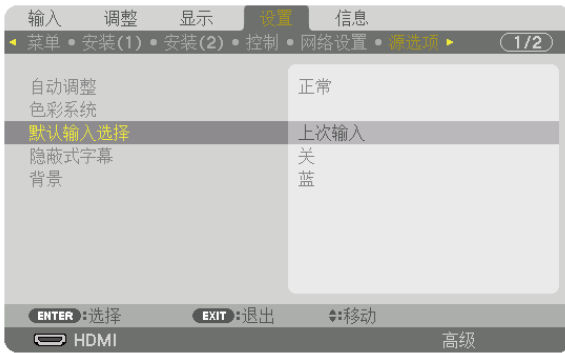 输入 调整 显示 设置 信息
菜单 • 安装(1) • 安装(2) • 控制 • 网络设置 • 源选项 (1/2)
自动调整 正常
色彩系统
默认输入选择 上次输入
隐蔽式字幕 关
背景 蓝
ENTER :选择 EXIT :退出 :移动
HDMI 高级